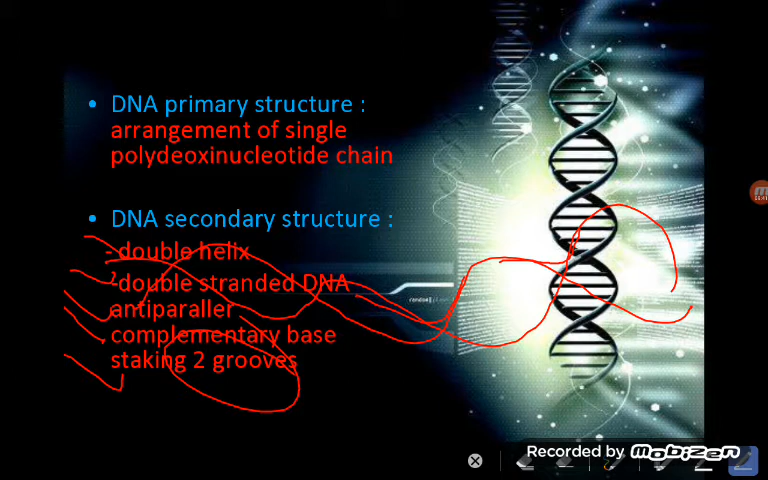 • DNA primary structure :
arrangement of single
polydeoxinucleotide chain
• DNA secondary structure :
- double helix
double stranded DNA
antiparaller
complementary base
staking 2 grooves
Recorded by mobizen